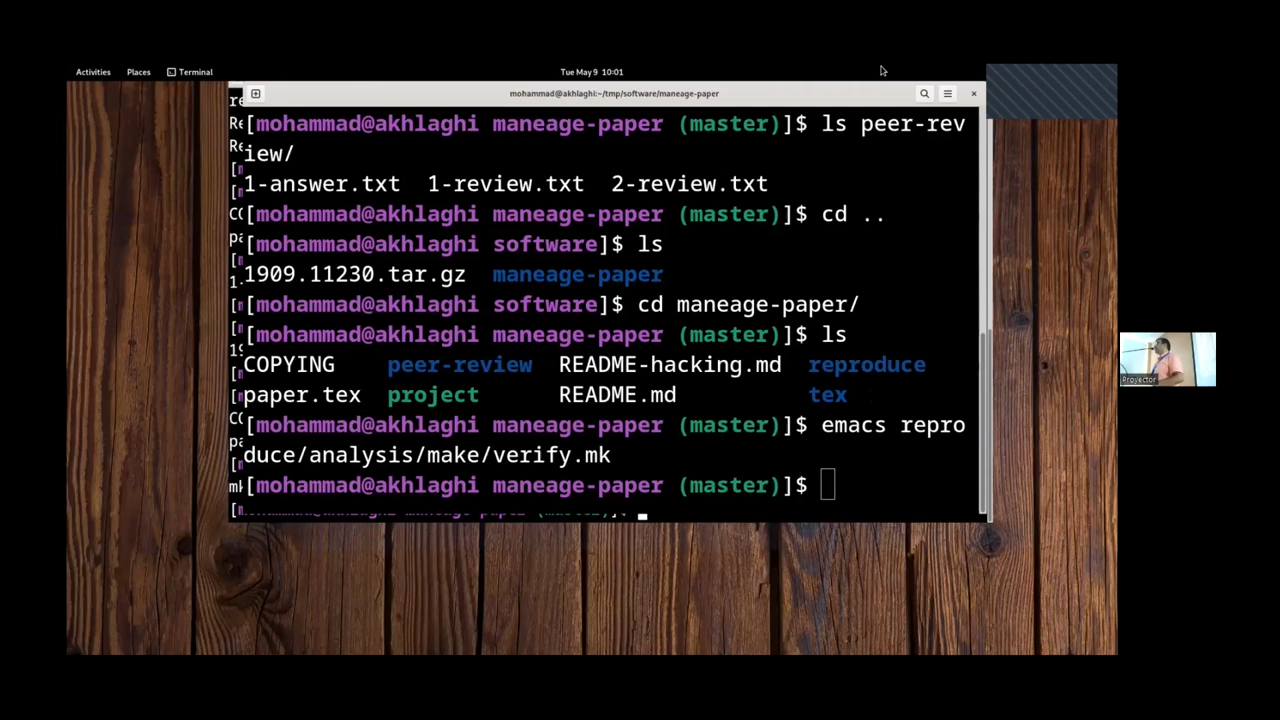 Activities Places Terminal Tue May 9 10:01
mohammad@akhlaghi:~/tmp/software/maneage-paper
[mohammad@akhlaghi maneage-paper (master)]$ ls peer-rev
iew/
1-answer.txt 1-review.txt 2-review.txt
[mohammad@akhlaghi maneage-paper (master)]$ cd ..
[mohammad@akhlaghi software]$ ls
1909.11230.tar.gz maneage-paper
[mohammad@akhlaghi software]$ cd maneage-paper/
[mohammad@akhlaghi maneage-paper (master)]$ ls
COPYING peer-review README-hacking.md reproduce
paper.tex project README.md tex
[mohammad@akhlaghi maneage-paper (master)]$ emacs repro
duce/analysis/make/verify.mk
[mohammad@akhlaghi maneage-paper (master)]$
Proyector